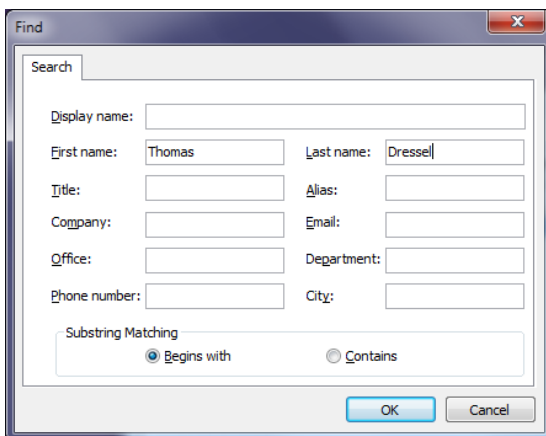 Find
Search
Display name:
First name: Thomas Last name: Dressel
Title: Alias:
Company: Email:
Office: Department:
Phone number: City:
Substring Matching
Begins with Contains
OK Cancel